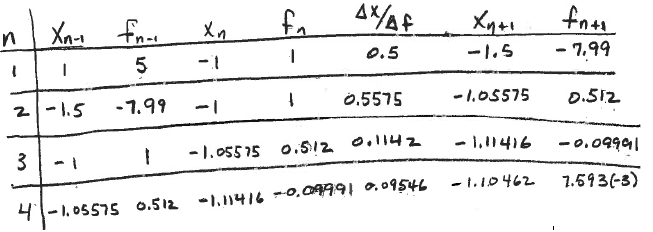 n x_{n-1} f_{n-1} x_n f_n Δx/Δf x_{n+1} f_{n+1}
1 1 5 -1 1 0.5 -1.5 -7.99
2 -1.5 -7.99 -1 1 0.5575 -1.05575 0.512
3 -1 1 -1.05575 0.512 0.1142 -1.11416 -0.09991
4 -1.05575 0.512 -1.11416 -0.09991 0.09546 -1.10462 7.593(-3)